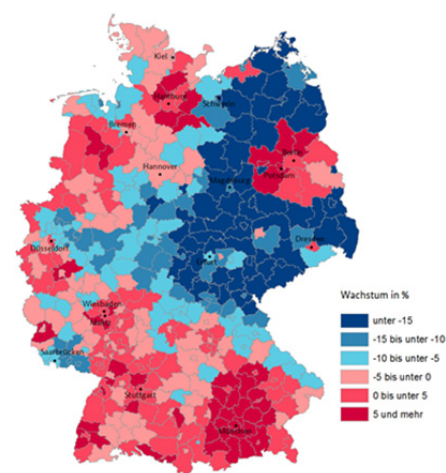 Kiel
Hamburg
Schwerin
Bremen
Berlin
Hannover
Potsdam
Magdeburg
Düsseldorf
Erfurt
Dresden
Wiesbaden
Mainz
Saarbrücken
Stuttgart
München
Wachstum in %
unter -15
-15 bis unter -10
-10 bis unter -5
-5 bis unter 0
0 bis unter 5
5 und mehr